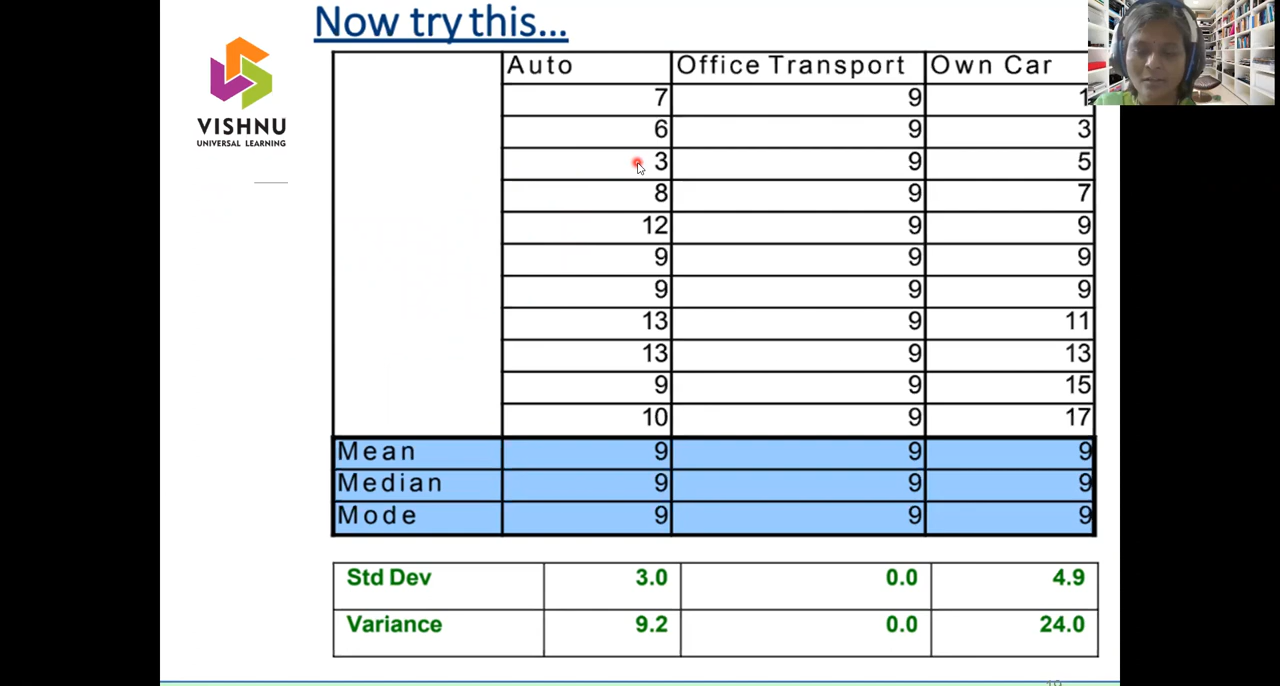 Now try this...
VISHNU
UNIVERSAL LEARNING
Auto Office Transport Own Car
7 9 1
6 9 3
3 9 5
8 9 7
12 9 9
9 9 9
9 9 9
13 9 11
13 9 13
9 9 15
10 9 17
Mean 9 9 9
Median 9 9 9
Mode 9 9 9
Std Dev 3.0 0.0 4.9
Variance 9.2 0.0 24.0